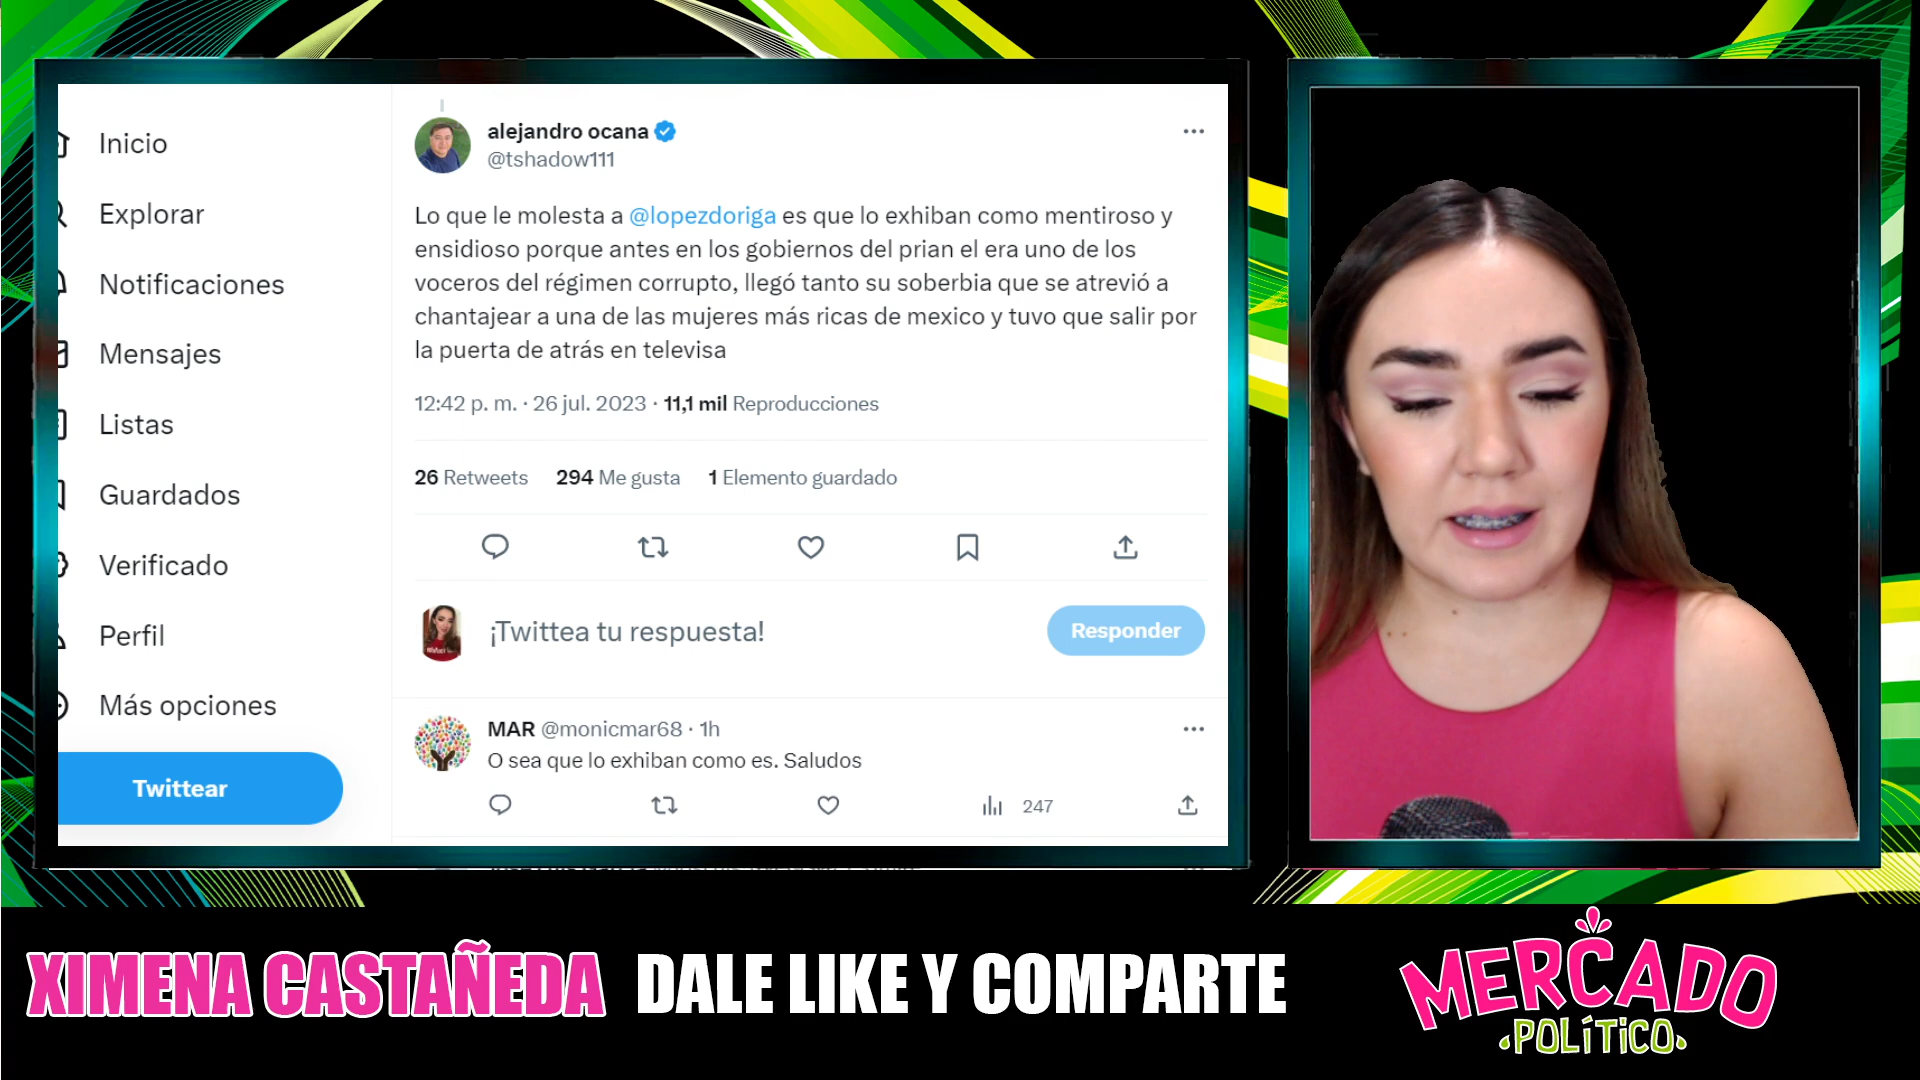 Inicio
Explorar
Notificaciones
Mensajes
Listas
Guardados
Verificado
Perfil
Más opciones
Twittear
alejandro ocana
@tshadow111
Lo que le molesta a @lopezdoriga es que lo exhiban como mentiroso y
ensidioso porque antes en los gobiernos del prian el era uno de los
voceros del régimen corrupto, llegó tanto su soberbia que se atrevió a
chantajear a una de las mujeres más ricas de mexico y tuvo que salir por
la puerta de atrás en televisa
12:42 p. m. · 26 jul. 2023 · 11,1 mil Reproducciones
26 Retweets 294 Me gusta 1 Elemento guardado
¡Twittea tu respuesta!
Responder
MAR @monicmar68 · 1h
O sea que lo exhiban como es. Saludos
247
XIMENA CASTAÑEDA DALE LIKE Y COMPARTE
MERCADO
POLÍTICO